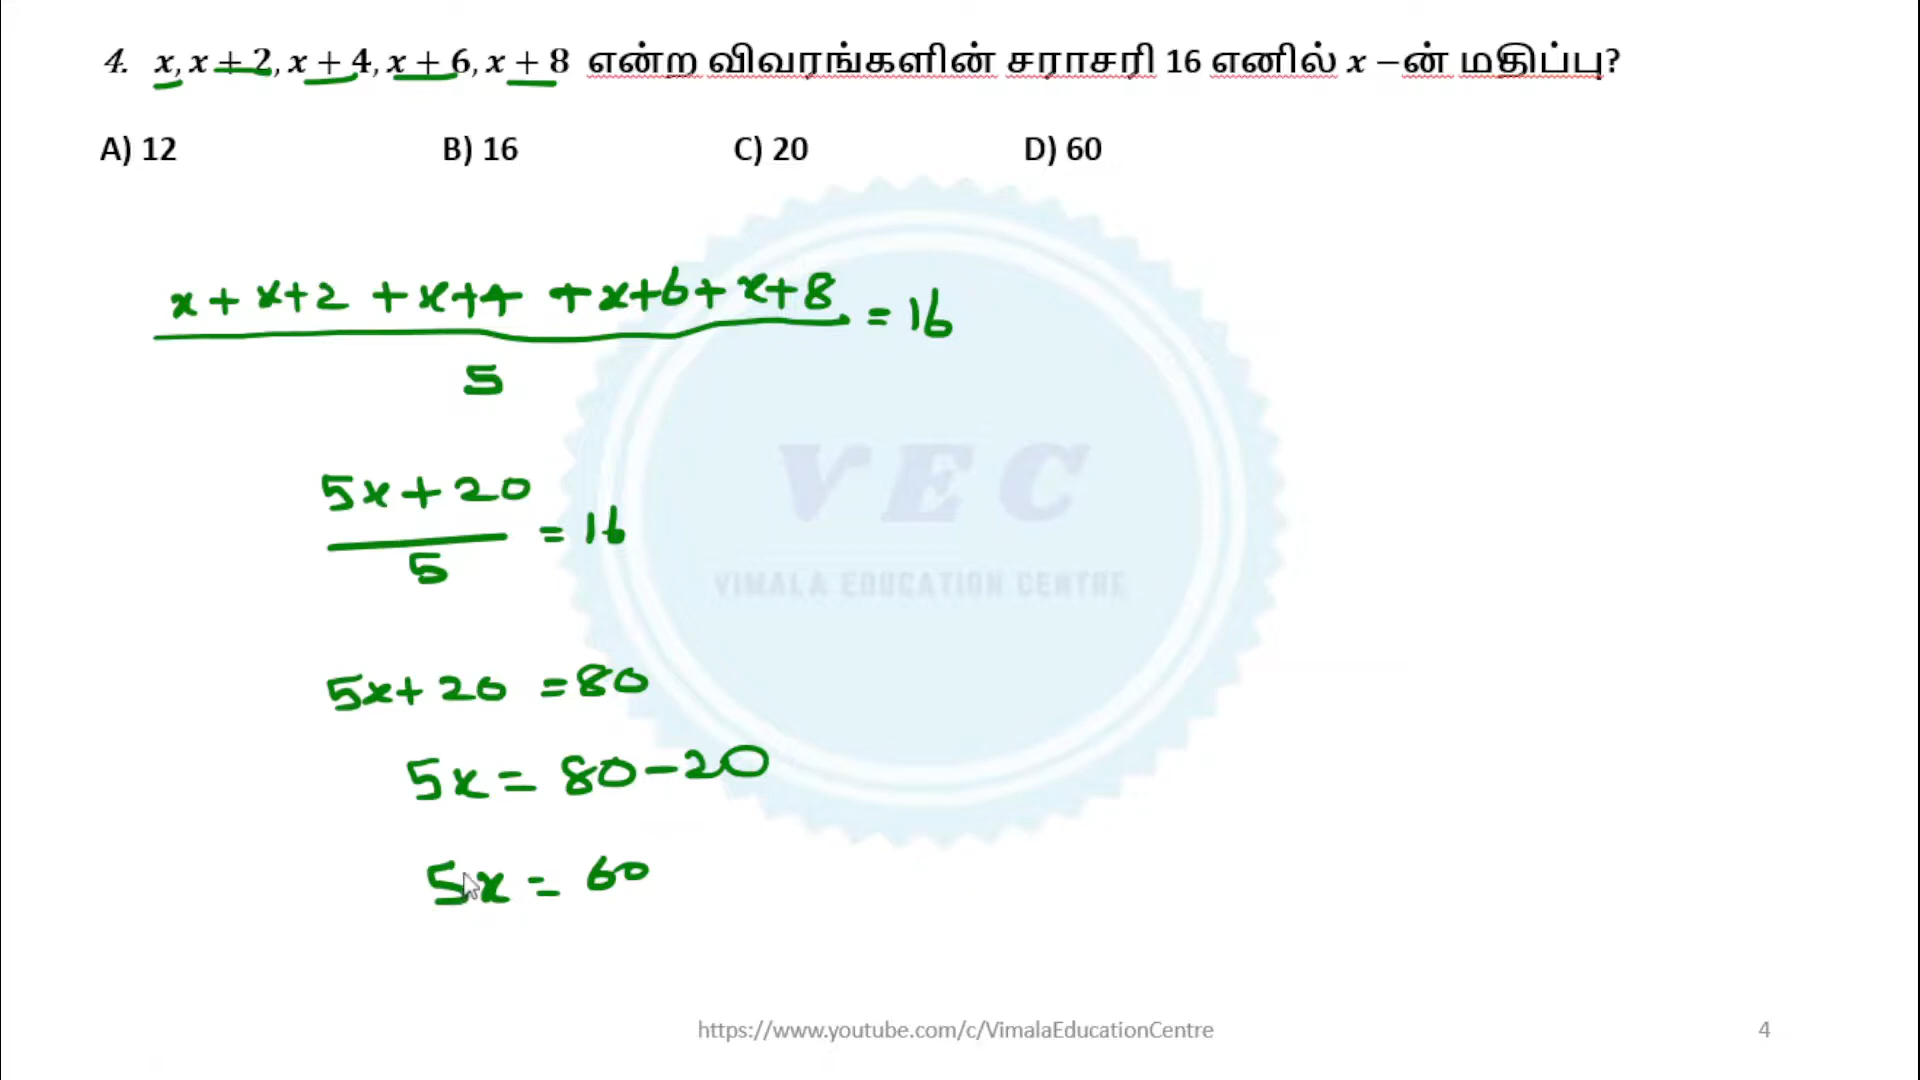 4. x, x + 2, x + 4, x + 6, x + 8 என்ற விவரங்களின் சராசரி 16 எனில் x −ன் மதிப்பு?
A) 12 B) 16 C) 20 D) 60
x + x+2 + x+4 + x+6 + x+8 = 16
5
5x + 20 = 16
5
5x + 20 = 80
5x = 80 - 20
5x = 60
VEC
VIMALA EDUCATION CENTRE
https://www.youtube.com/c/VimalaEducationCentre 4